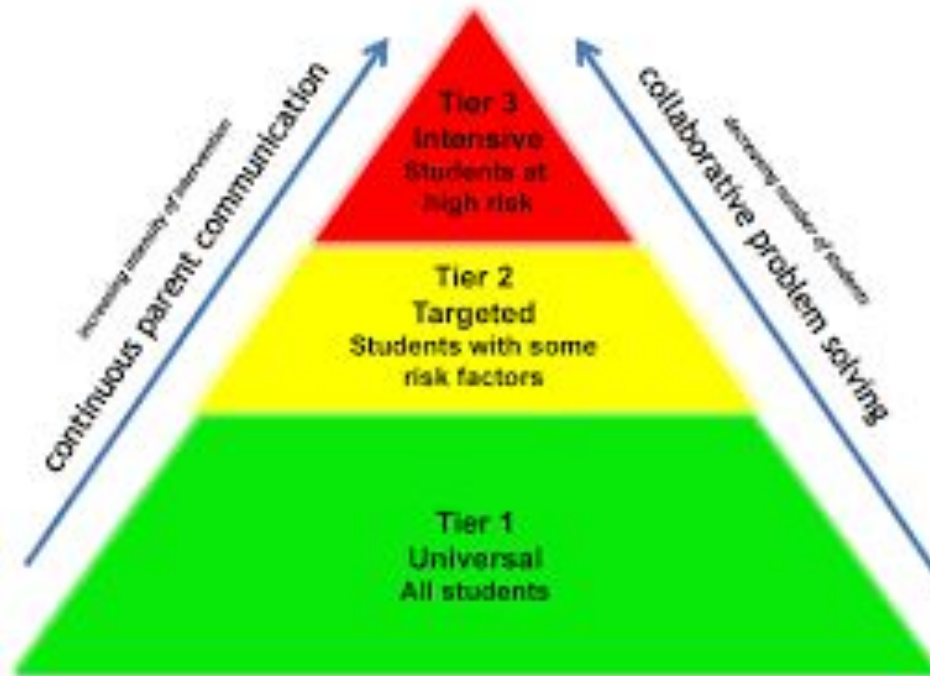 Tier 3
Intensive
Students at
high risk
Tier 2
Targeted
Students with some
risk factors
Tier 1
Universal
All students
increasing intensity of intervention
continuous parent communication
collaborative problem solving
decreasing number of students